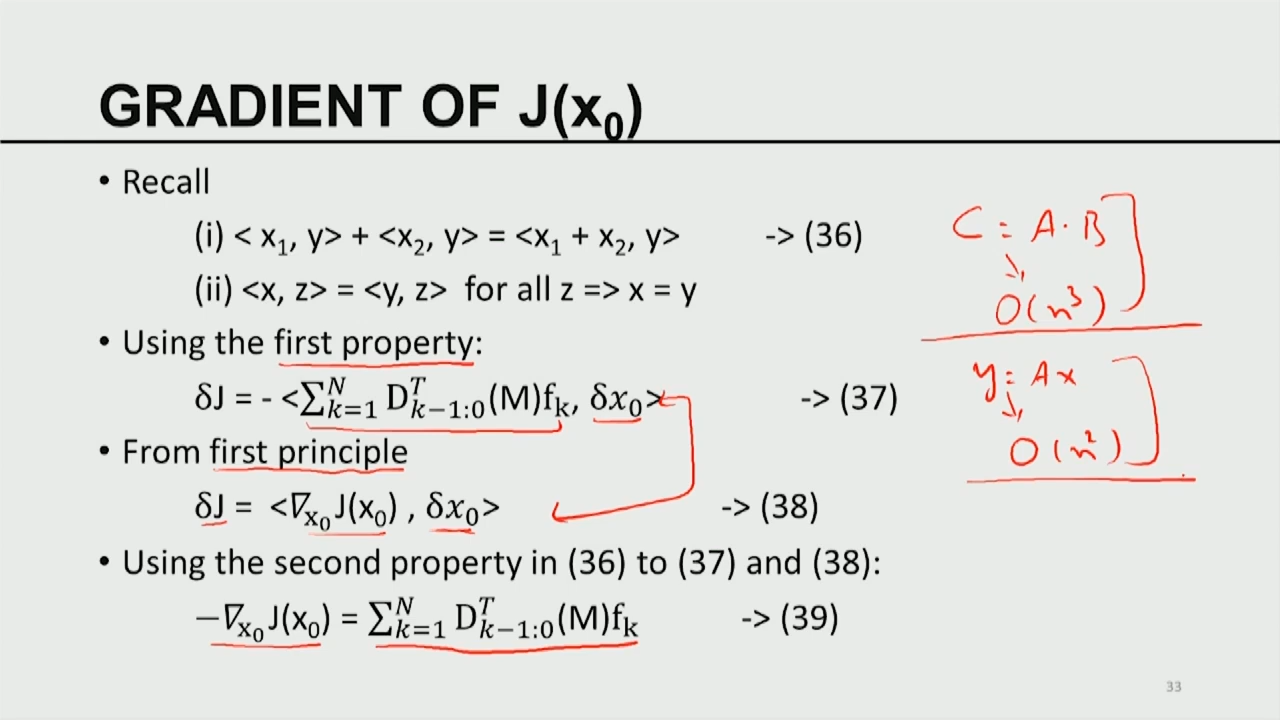 GRADIENT OF J(x₀)
• Recall
(i) < x₁, y> + <x₂, y> = <x₁ + x₂, y> -> (36)
(ii) <x, z> = <y, z> for all z => x = y
• Using the first property:
δJ = - <∑ᴺₖ₌₁ Dᵀₖ₋₁:₀(M)fₖ, δx₀> -> (37)
• From first principle
δJ = <∇ₓ₀J(x₀) , δx₀> -> (38)
• Using the second property in (36) to (37) and (38):
−∇ₓ₀J(x₀) = ∑ᴺₖ₌₁ Dᵀₖ₋₁:₀(M)fₖ -> (39)
C = A · B
O(n³)
y = Ax
O(n²)
33